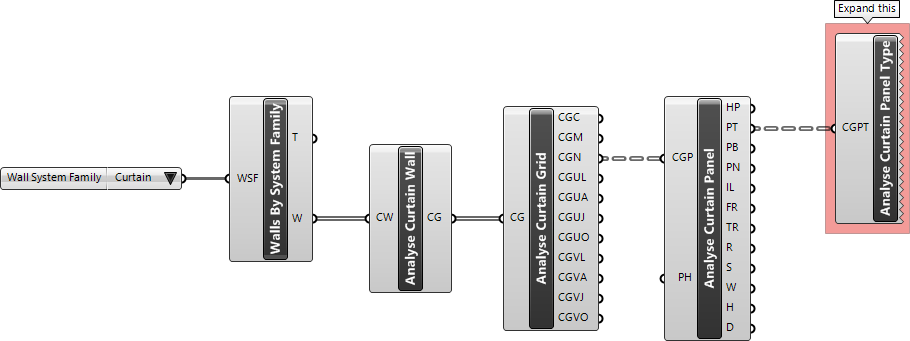 Expand this
Wall System Family Curtain
WSF
Walls By System Family
T
W
CW
Analyse Curtain Wall
CG
CG
Analyse Curtain Grid
CGC
CGM
CGN
CGUL
CGUA
CGUJ
CGUO
CGVL
CGVA
CGVJ
CGVO
CGP
PH
Analyse Curtain Panel
HP
PT
PB
PN
IL
FR
TR
R
S
W
H
D
CGPT
Analyse Curtain Panel Type